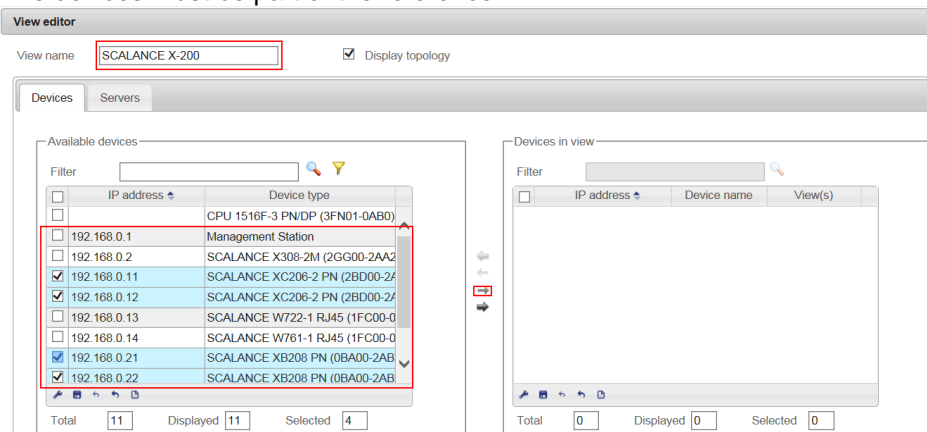 View editor
View name SCALANCE X-200 Display topology
Devices Servers
Available devices
Filter
IP address Device type
CPU 1516F-3 PN/DP (3FN01-0AB0)
192.168.0.1 Management Station
192.168.0.2 SCALANCE X308-2M (2GG00-2AA2
192.168.0.11 SCALANCE XC206-2 PN (2BD00-2A
192.168.0.12 SCALANCE XC206-2 PN (2BD00-2A
192.168.0.13 SCALANCE W722-1 RJ45 (1FC00-0
192.168.0.14 SCALANCE W761-1 RJ45 (1FC00-0
192.168.0.21 SCALANCE XB208 PN (0BA00-2AB
192.168.0.22 SCALANCE XB208 PN (0BA00-2AB
Total 11 Displayed 11 Selected 4
Devices in view
Filter
IP address Device name View(s)
Total 0 Displayed 0 Selected 0